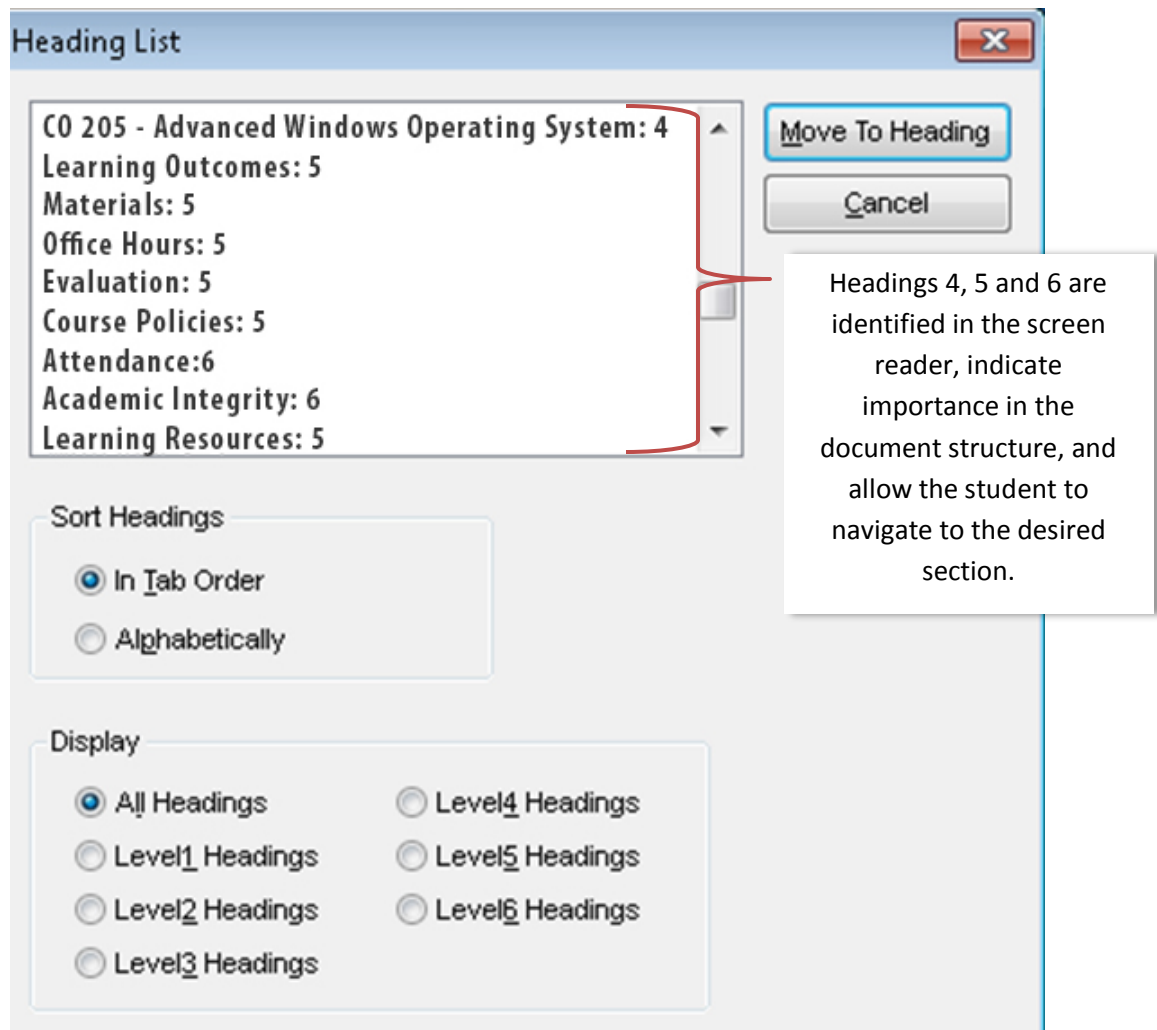 Heading List
CO 205 - Advanced Windows Operating System: 4
Learning Outcomes: 5
Materials: 5
Office Hours: 5
Evaluation: 5
Course Policies: 5
Attendance:6
Academic Integrity: 6
Learning Resources: 5
Move To Heading
Cancel
Headings 4, 5 and 6 are
identified in the screen
reader, indicate
importance in the
document structure, and
allow the student to
navigate to the desired
section.
Sort Headings
In Tab Order
Alphabetically
Display
All Headings
Level1 Headings
Level2 Headings
Level3 Headings
Level4 Headings
Level5 Headings
Level6 Headings